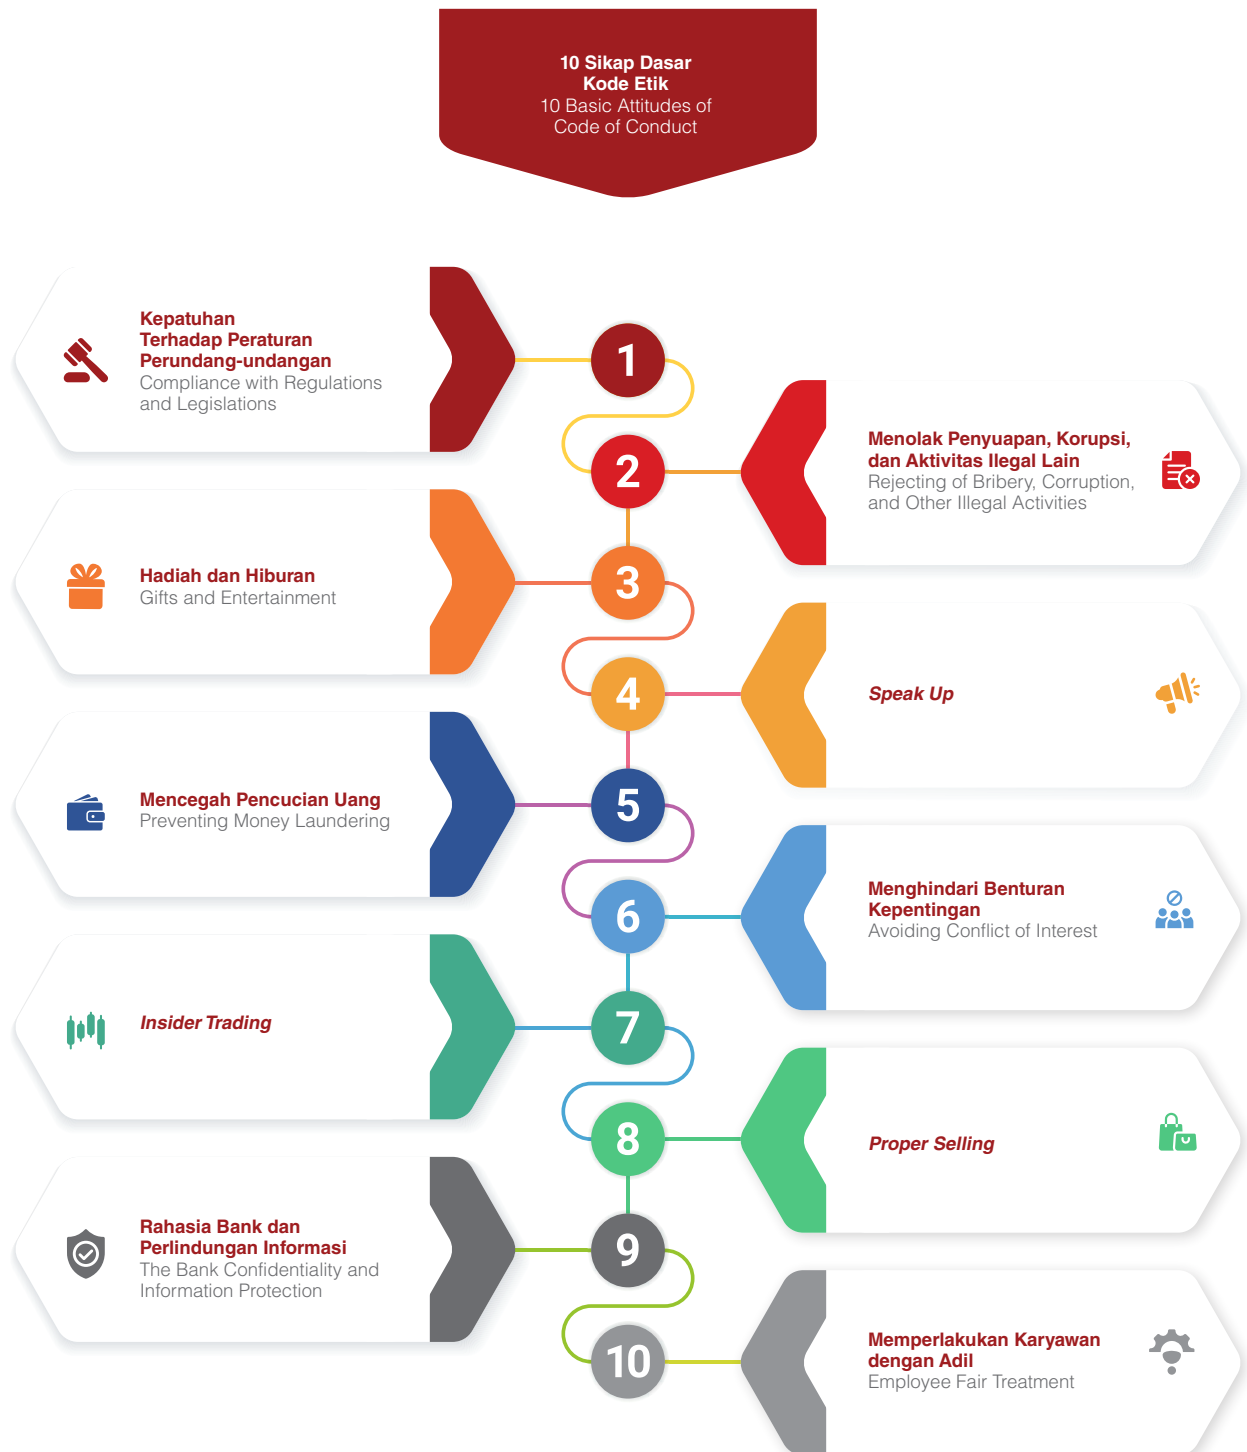 10 Sikap Dasar
Kode Etik
10 Basic Attitudes of
Code of Conduct
Kepatuhan
Terhadap Peraturan
Perundang-undangan
Compliance with Regulations
and Legislations
1
2
Menolak Penyuapan, Korupsi,
dan Aktivitas Ilegal Lain
Rejecting of Bribery, Corruption,
and Other Illegal Activities
Hadiah dan Hiburan
Gifts and Entertainment
3
4
Speak Up
Mencegah Pencucian Uang
Preventing Money Laundering
5
6
Menghindari Benturan
Kepentingan
Avoiding Conflict of Interest
Insider Trading
7
8
Proper Selling
Rahasia Bank dan
Perlindungan Informasi
The Bank Confidentiality and
Information Protection
9
10
Memperlakukan Karyawan
dengan Adil
Employee Fair Treatment